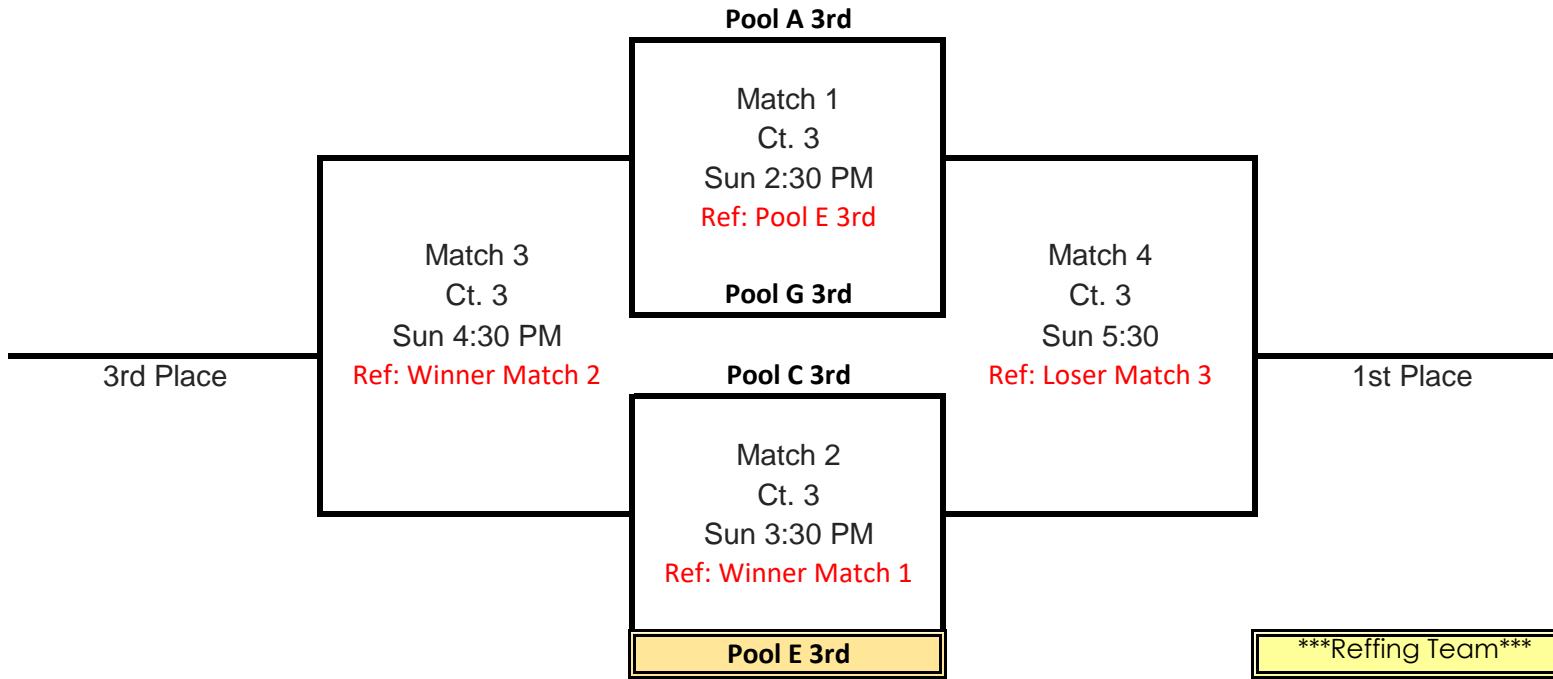 Pool A 3rd
Match 1
Ct. 3
Sun 2:30 PM
Ref: Pool E 3rd
Pool G 3rd
Match 3
Ct. 3
Sun 4:30 PM
Ref: Winner Match 2
3rd Place
Match 4
Ct. 3
Sun 5:30
Ref: Loser Match 3
1st Place
Pool C 3rd
Match 2
Ct. 3
Sun 3:30 PM
Ref: Winner Match 1
Pool E 3rd
***Reffing Team***